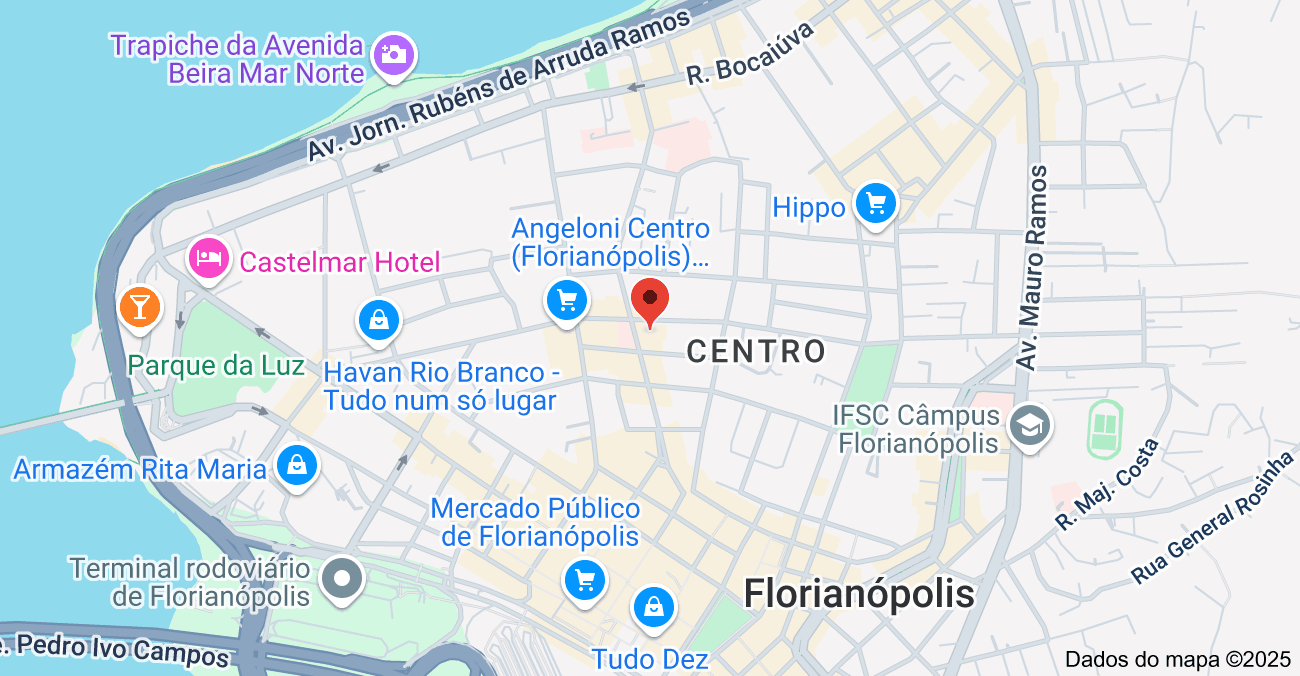 Trapiche da Avenida
Beira Mar Norte
Av. Jorn. Rubéns de Arruda Ramos
R. Bocaiúva
Hippo
Angeloni Centro
(Florianópolis)...
Castelmar Hotel
Av. Mauro Ramos
CENTRO
Parque da Luz
Havan Rio Branco -
Tudo num só lugar
IFSC Câmpus
Florianópolis
Armazém Rita Maria
R. Maj. Costa
Rua General Rosinha
Mercado Público
de Florianópolis
Terminal rodoviário
de Florianópolis
Florianópolis
e. Pedro Ivo Campos
Tudo Dez
Dados do mapa ©2025